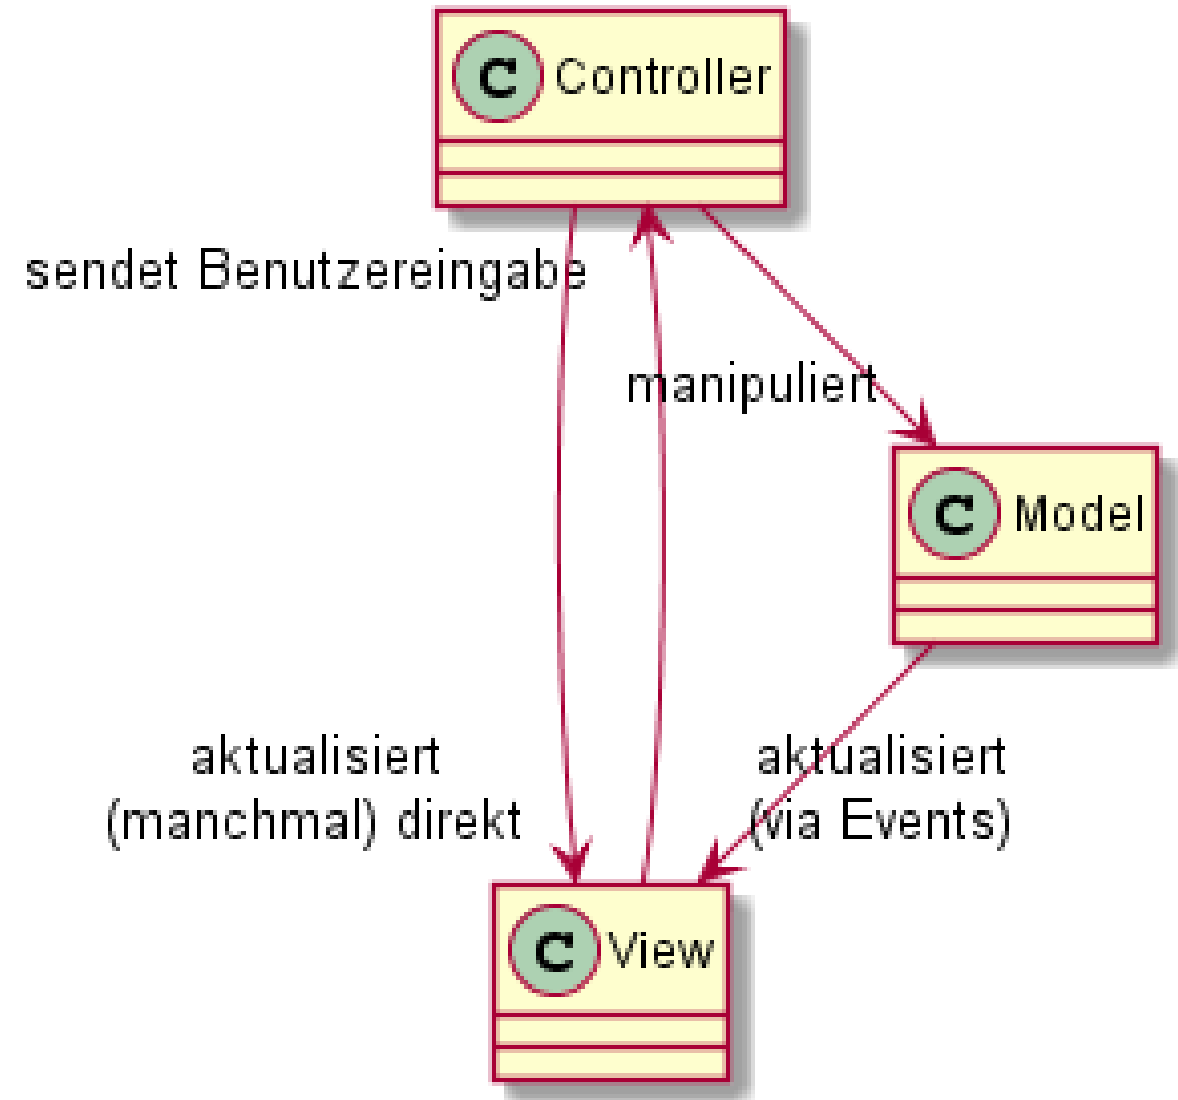 C Controller
sendet Benutzereingabe
manipuliert
C Model
aktualisiert
(manchmal) direkt
aktualisiert
(via Events)
C View